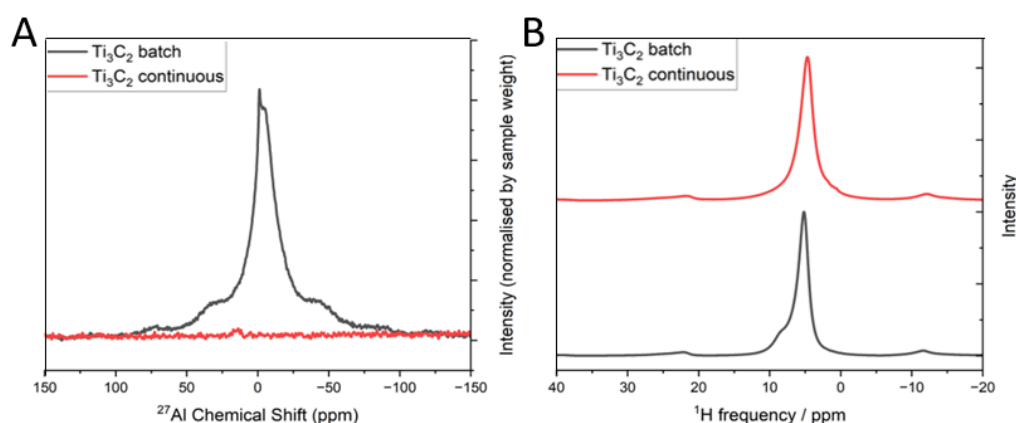 A
Ti₃C₂ batch
Ti₃C₂ continuous
150 100 50 0 −50 −100 −150
²⁷Al Chemical Shift (ppm)
Intensity (normalised by sample weight)
B
Ti₃C₂ batch
Ti₃C₂ continuous
40 30 20 10 0 −10 −20
¹H frequency / ppm
Intensity